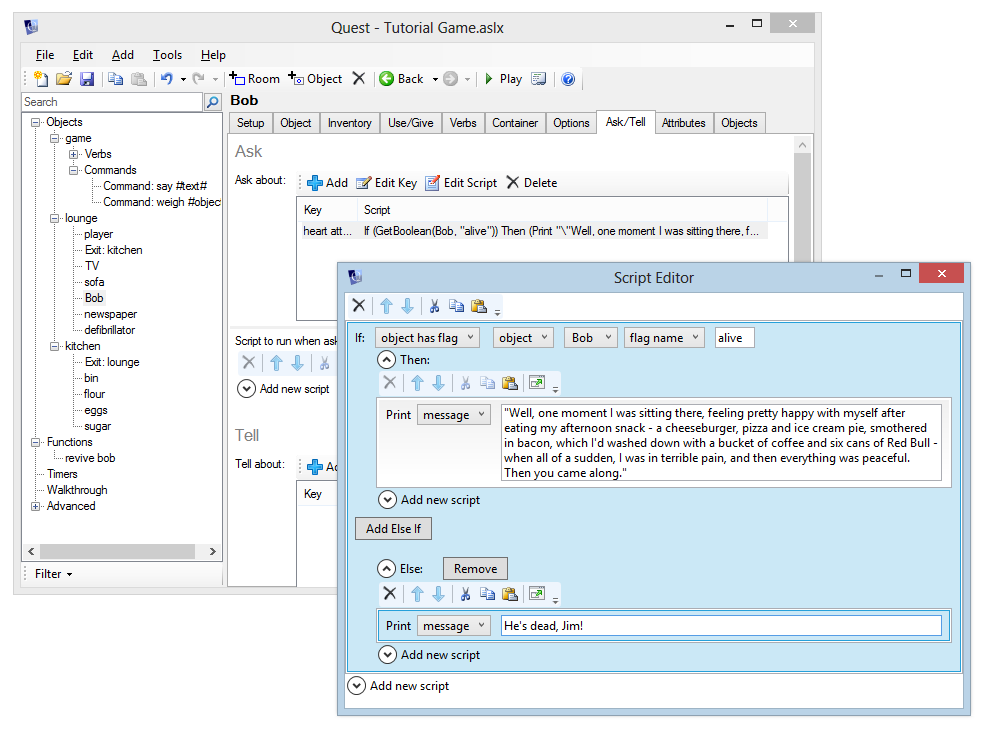 Quest - Tutorial Game.aslx
File Edit Add Tools Help
Room Object Back Play
Search
Bob
Setup Object Inventory Use/Give Verbs Container Options Ask/Tell Attributes Objects
Objects
game
Verbs
Commands
Command: say #text#
Command: weigh #object
lounge
player
Exit: kitchen
TV
sofa
Bob
newspaper
defibrillator
kitchen
Exit: lounge
bin
flour
eggs
sugar
Functions
revive bob
Timers
Walkthrough
Advanced
Filter
Ask
Ask about: Add Edit Key Edit Script Delete
Key Script
heart att... If (GetBoolean(Bob, "alive")) Then (Print "\"Well, one moment I was sitting there, f...
Script to run when ask
Add new script
Tell
Tell about: Ad
Key
Script Editor
If: object has flag object Bob flag name alive
Then:
Print message "Well, one moment I was sitting there, feeling pretty happy with myself after
eating my afternoon snack - a cheeseburger, pizza and ice cream pie, smothered
in bacon, which I'd washed down with a bucket of coffee and six cans of Red Bull -
when all of a sudden, I was in terrible pain, and then everything was peaceful.
Then you came along."
Add new script
Add Else If
Else: Remove
Print message He's dead, Jim!
Add new script
Add new script